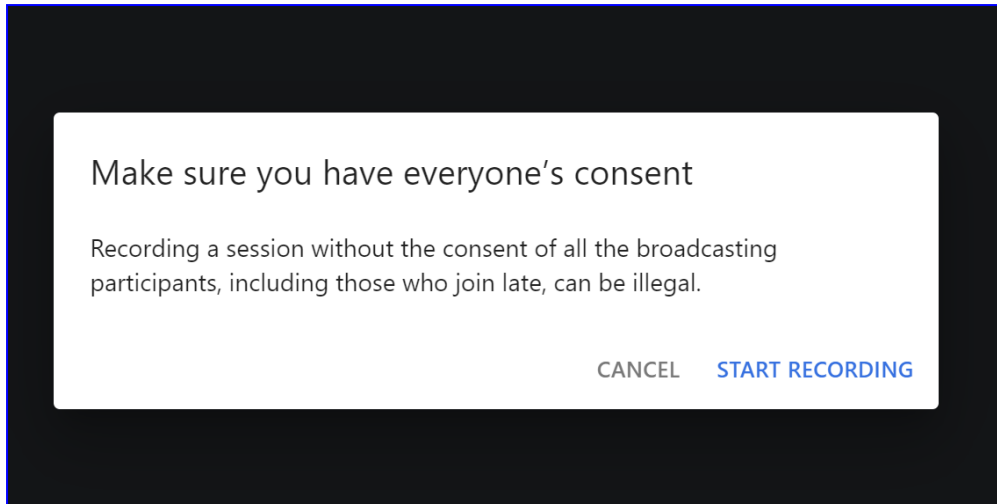 Make sure you have everyone’s consent
Recording a session without the consent of all the broadcasting
participants, including those who join late, can be illegal.
CANCEL START RECORDING